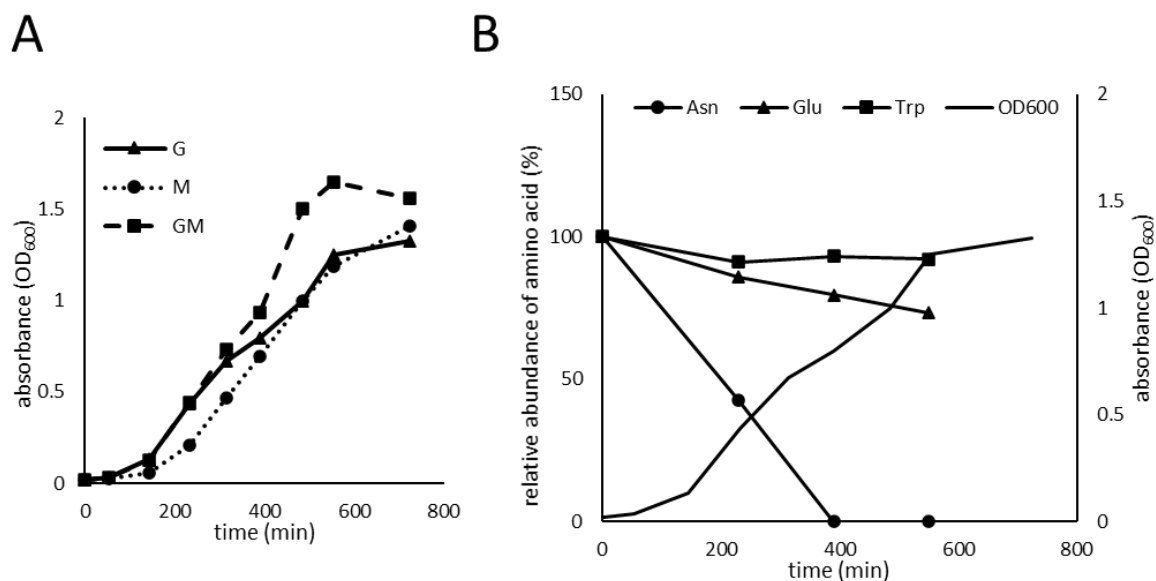 A
absorbance (OD600)
2
1.5
1
0.5
0
G
M
GM
0 200 400 600 800
time (min)
B
relative abundance of amino acid (%)
150
100
50
0
Asn Glu Trp OD600
0 200 400 600 800
time (min)
2
1.5
1
0.5
0
absorbance (OD600)